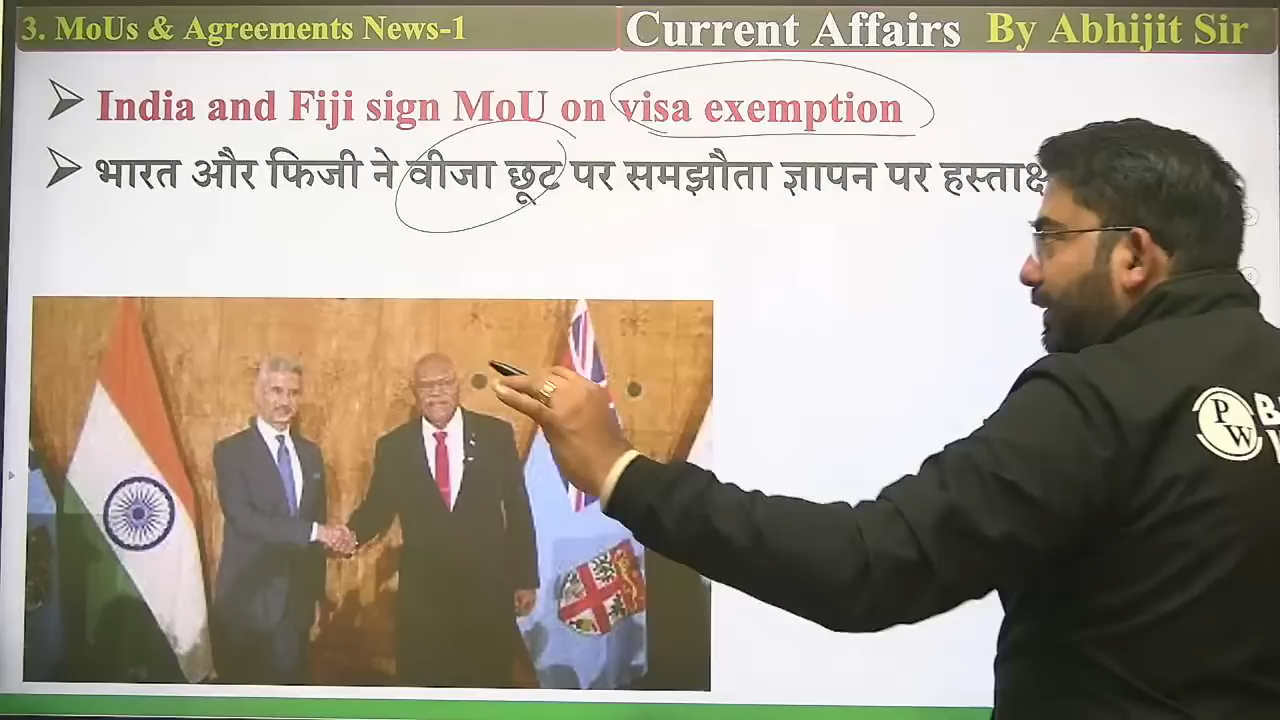 3. MoUs & Agreements News-1
Current Affairs By Abhijit Sir
India and Fiji sign MoU on visa exemption
भारत और फिजी ने वीजा छूट पर समझौता ज्ञापन पर
PW